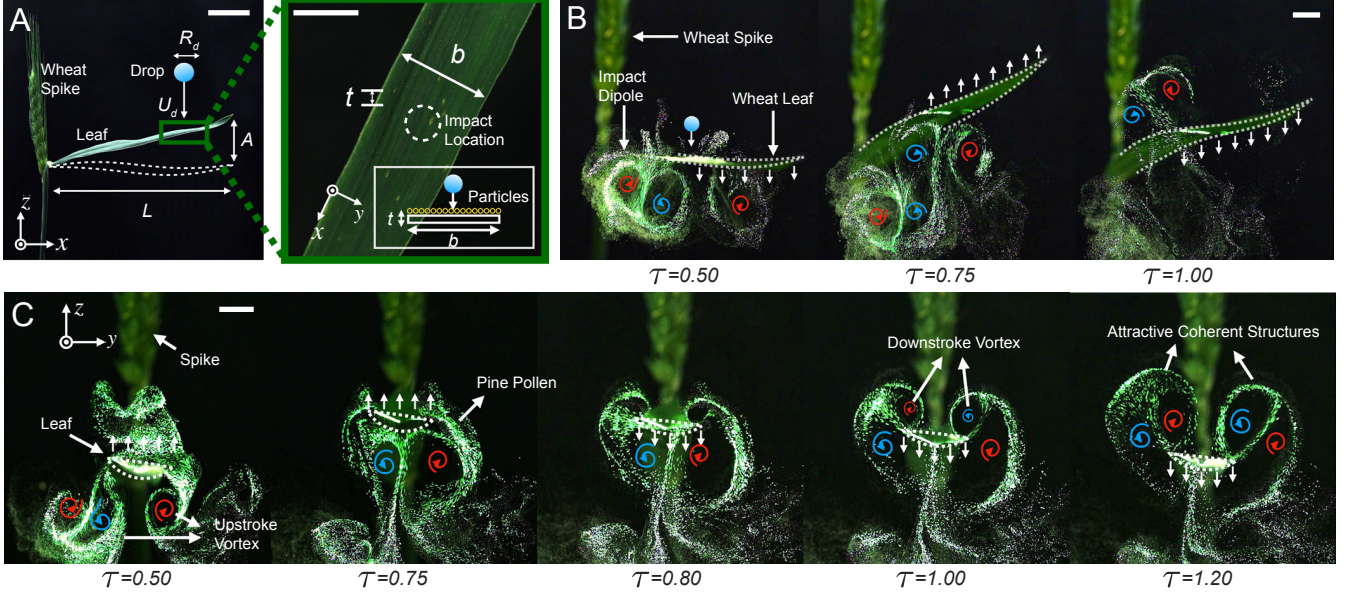 A
Wheat
Spike
Drop
R_d
U_d
Leaf
A
L
z
x
b
t
Impact
Location
Particles
t
b
x
y
B
Wheat Spike
Impact
Dipole
Wheat Leaf
τ=0.50
τ=0.75
τ=1.00
C
z
y
Spike
Leaf
Upstroke
Vortex
Pine Pollen
Downstroke Vortex
Attractive Coherent Structures
τ=0.50
τ=0.75
τ=0.80
τ=1.00
τ=1.20